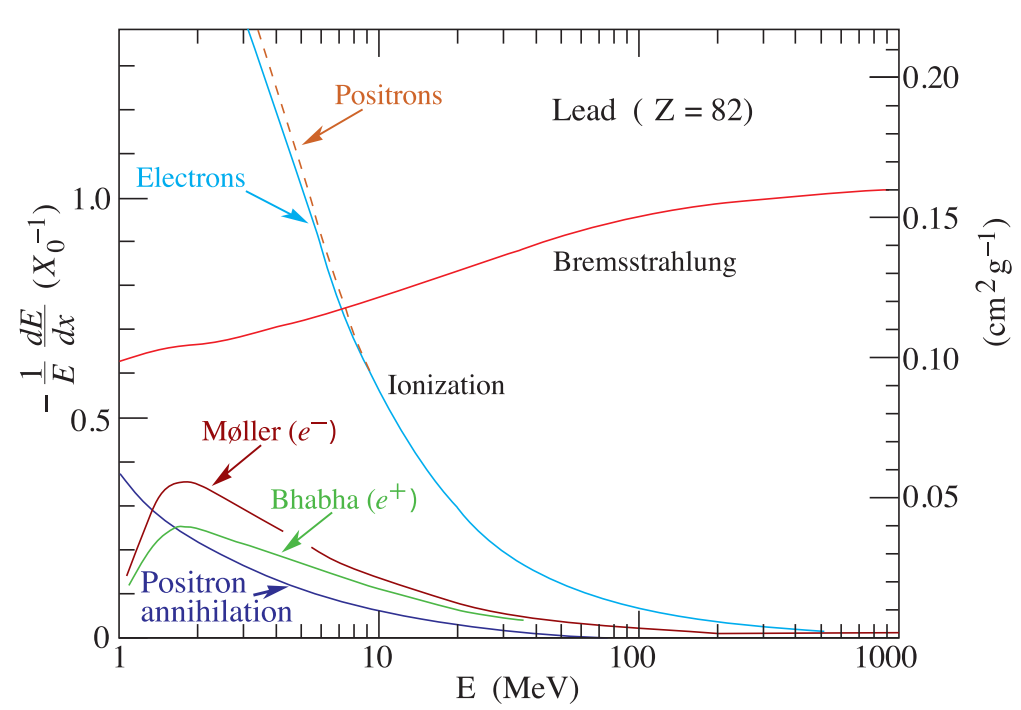 Positrons
Lead ( Z = 82)
Electrons
Bremsstrahlung
Ionization
Møller (e−)
Bhabha (e+)
Positron
annihilation
1.0
0.5
0
− 1/E dE/dx (X0−1)
0.20
0.15
0.10
0.05
(cm2 g−1)
1 10 100 1000
E (MeV)